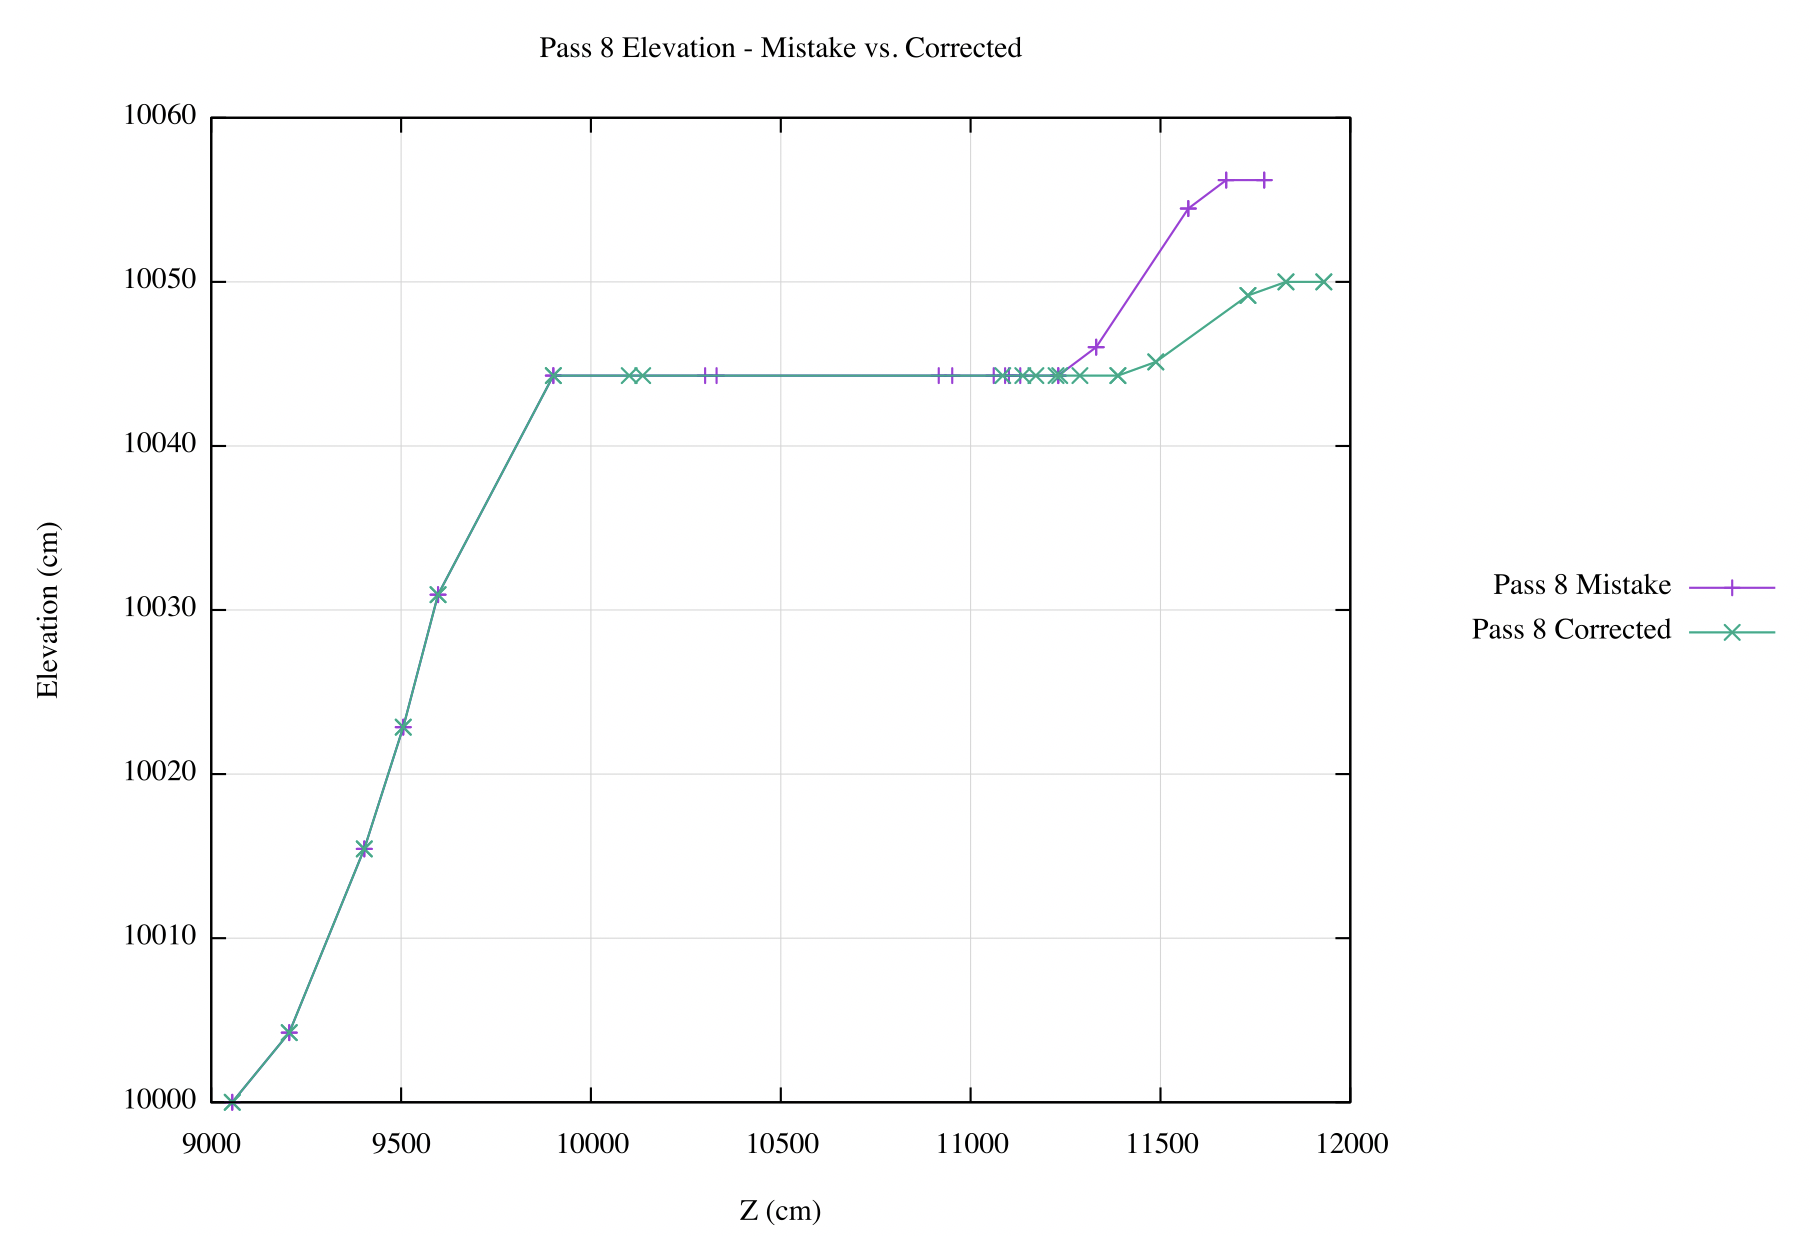 Pass 8 Elevation - Mistake vs. Corrected
10060
10050
10040
10030
10020
10010
10000
Elevation (cm)
9000 9500 10000 10500 11000 11500 12000
Z (cm)
Pass 8 Mistake
Pass 8 Corrected